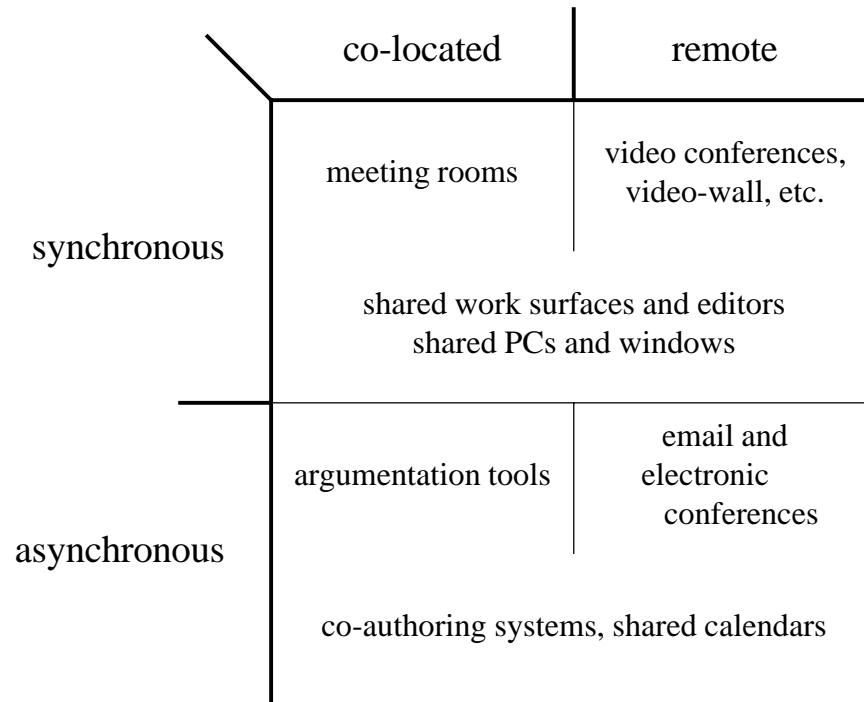 co-located
remote
synchronous
meeting rooms
video conferences,
video-wall, etc.
shared work surfaces and editors
shared PCs and windows
asynchronous
argumentation tools
email and
electronic
conferences
co-authoring systems, shared calendars